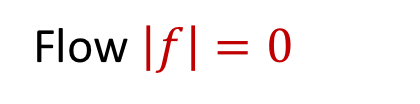 Flow |f| = 0